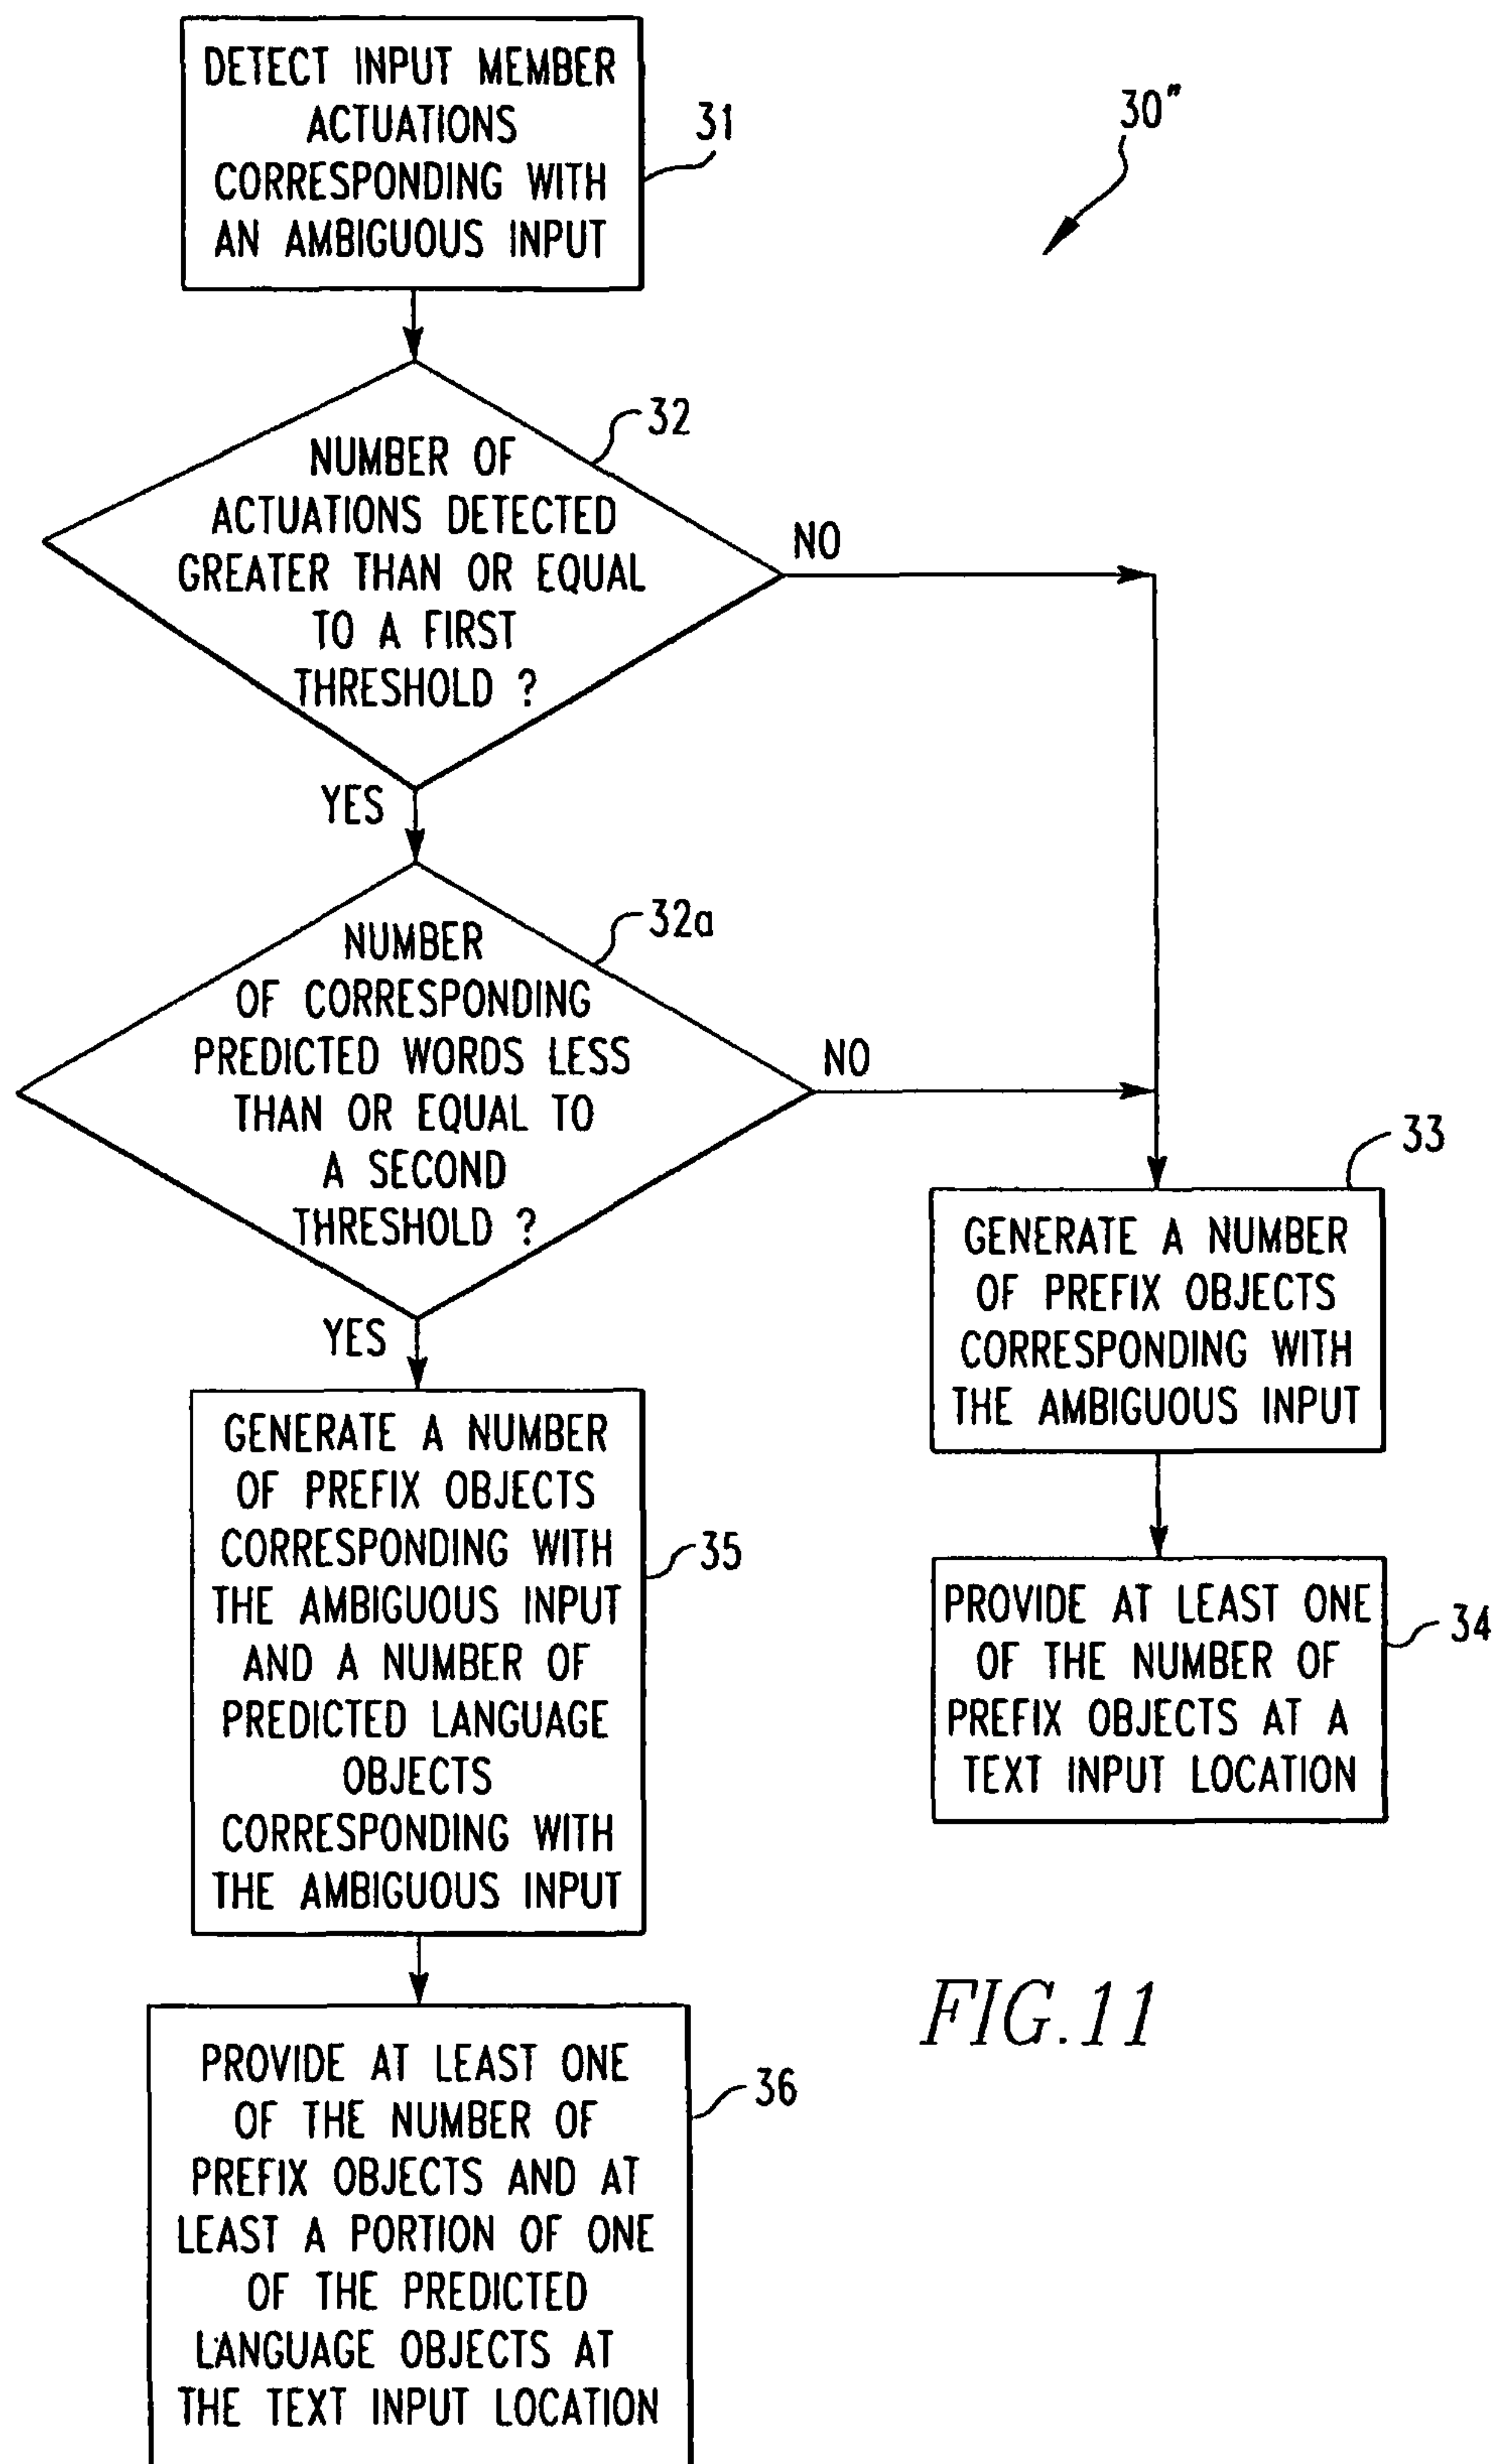 DETECT INPUT MEMBER
ACTUATIONS
CORRESPONDING WITH
AN AMBIGUOUS INPUT
31
30"
32
NUMBER OF
ACTUATIONS DETECTED
GREATER THAN OR EQUAL
TO A FIRST
THRESHOLD ?
NO
YES
32a
NUMBER
OF CORRESPONDING
PREDICTED WORDS LESS
THAN OR EQUAL TO
A SECOND
THRESHOLD ?
NO
YES
33
GENERATE A NUMBER
OF PREFIX OBJECTS
CORRESPONDING WITH
THE AMBIGUOUS INPUT
PROVIDE AT LEAST ONE
OF THE NUMBER OF
PREFIX OBJECTS AT A
TEXT INPUT LOCATION
34
GENERATE A NUMBER
OF PREFIX OBJECTS
CORRESPONDING WITH
THE AMBIGUOUS INPUT
AND A NUMBER OF
PREDICTED LANGUAGE
OBJECTS
CORRESPONDING WITH
THE AMBIGUOUS INPUT
35
PROVIDE AT LEAST ONE
OF THE NUMBER OF
PREFIX OBJECTS AND AT
LEAST A PORTION OF ONE
OF THE PREDICTED
LANGUAGE OBJECTS AT
THE TEXT INPUT LOCATION
36
FIG.11